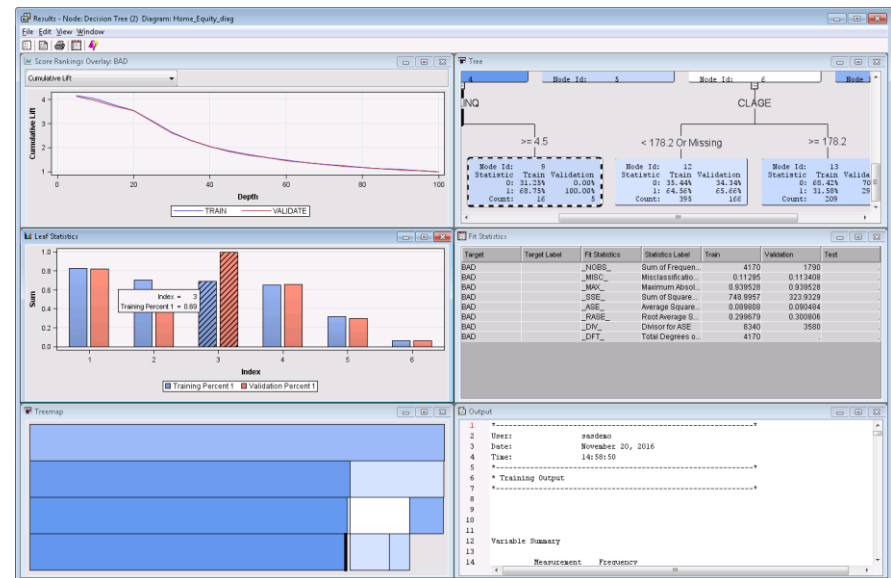 Results - Node: Decision Tree (2) Diagram: Home_Equity_diag
File Edit View Window
Score Rankings Overlay: BAD
Cumulative Lift
Cumulative Lift
4
3
2
1
0 20 40 60 80 100
Depth
TRAIN VALIDATE
Tree
4 Node Id: 5 Node Id: 6 Node
INQ CLAGE
>= 4.5 < 178.2 Or Missing >= 178.2
Node Id: 9
Statistic Train Validation
0: 31.25% 0.00%
1: 68.75% 100.00%
Count: 16 5
Node Id: 12
Statistic Train Validation
0: 35.44% 34.34%
1: 64.56% 65.66%
Count: 395 166
Node Id: 13
Statistic Train Valida
0: 68.42% 70
1: 31.58% 29
Count: 209
Leaf Statistics
Sum
1.0
0.8
0.6
0.4
0.2
0.0
Index = 3
Training Percent 1 = 0.69
1 2 3 4 5 6
Index
Training Percent 1 Validation Percent 1
Fit Statistics
Target Target Label Fit Statistics Statistics Label Train Validation Test
BAD _NOBS_ Sum of Frequen... 4170 1790 .
BAD _MISC_ Misclassificatio... 0.11295 0.113408 .
BAD _MAX_ Maximum Absol... 0.939528 0.939528 .
BAD _SSE_ Sum of Square... 748.9957 323.9329 .
BAD _ASE_ Average Square... 0.089808 0.090484 .
BAD _RASE_ Root Average S... 0.299679 0.300806 .
BAD _DIV_ Divisor for ASE 8340 3580 .
BAD _DFT_ Total Degrees o... 4170 . .
Treemap
Output
1 *------------------------------------------------------------*
2 User: sasdemo
3 Date: November 20, 2016
4 Time: 14:58:50
5 *------------------------------------------------------------*
6 * Training Output
7 *------------------------------------------------------------*
8
9
10
11
12 Variable Summary
13
14 Measurement Frequency